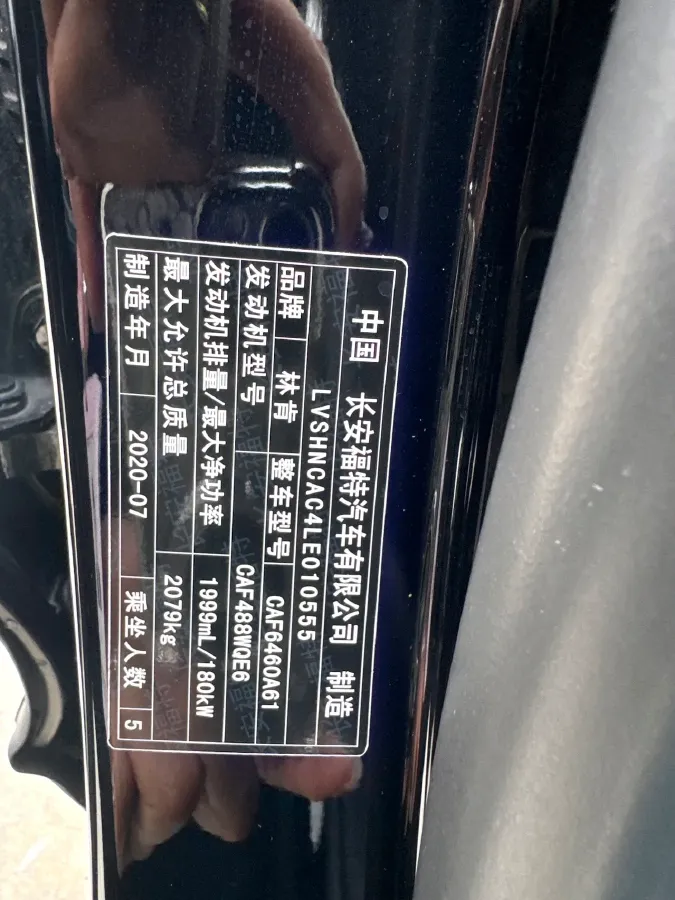 中国 长安福特汽车有限公司 制造
LVSHNCAC4LE010555
品牌 林肯 整车型号 CAF6460A61
发动机型号 CAF488WQE6
发动机排量/最大净功率 1999mL/180kW
最大允许总质量 2079kg
制造年月 2020-07 乘坐人数 5